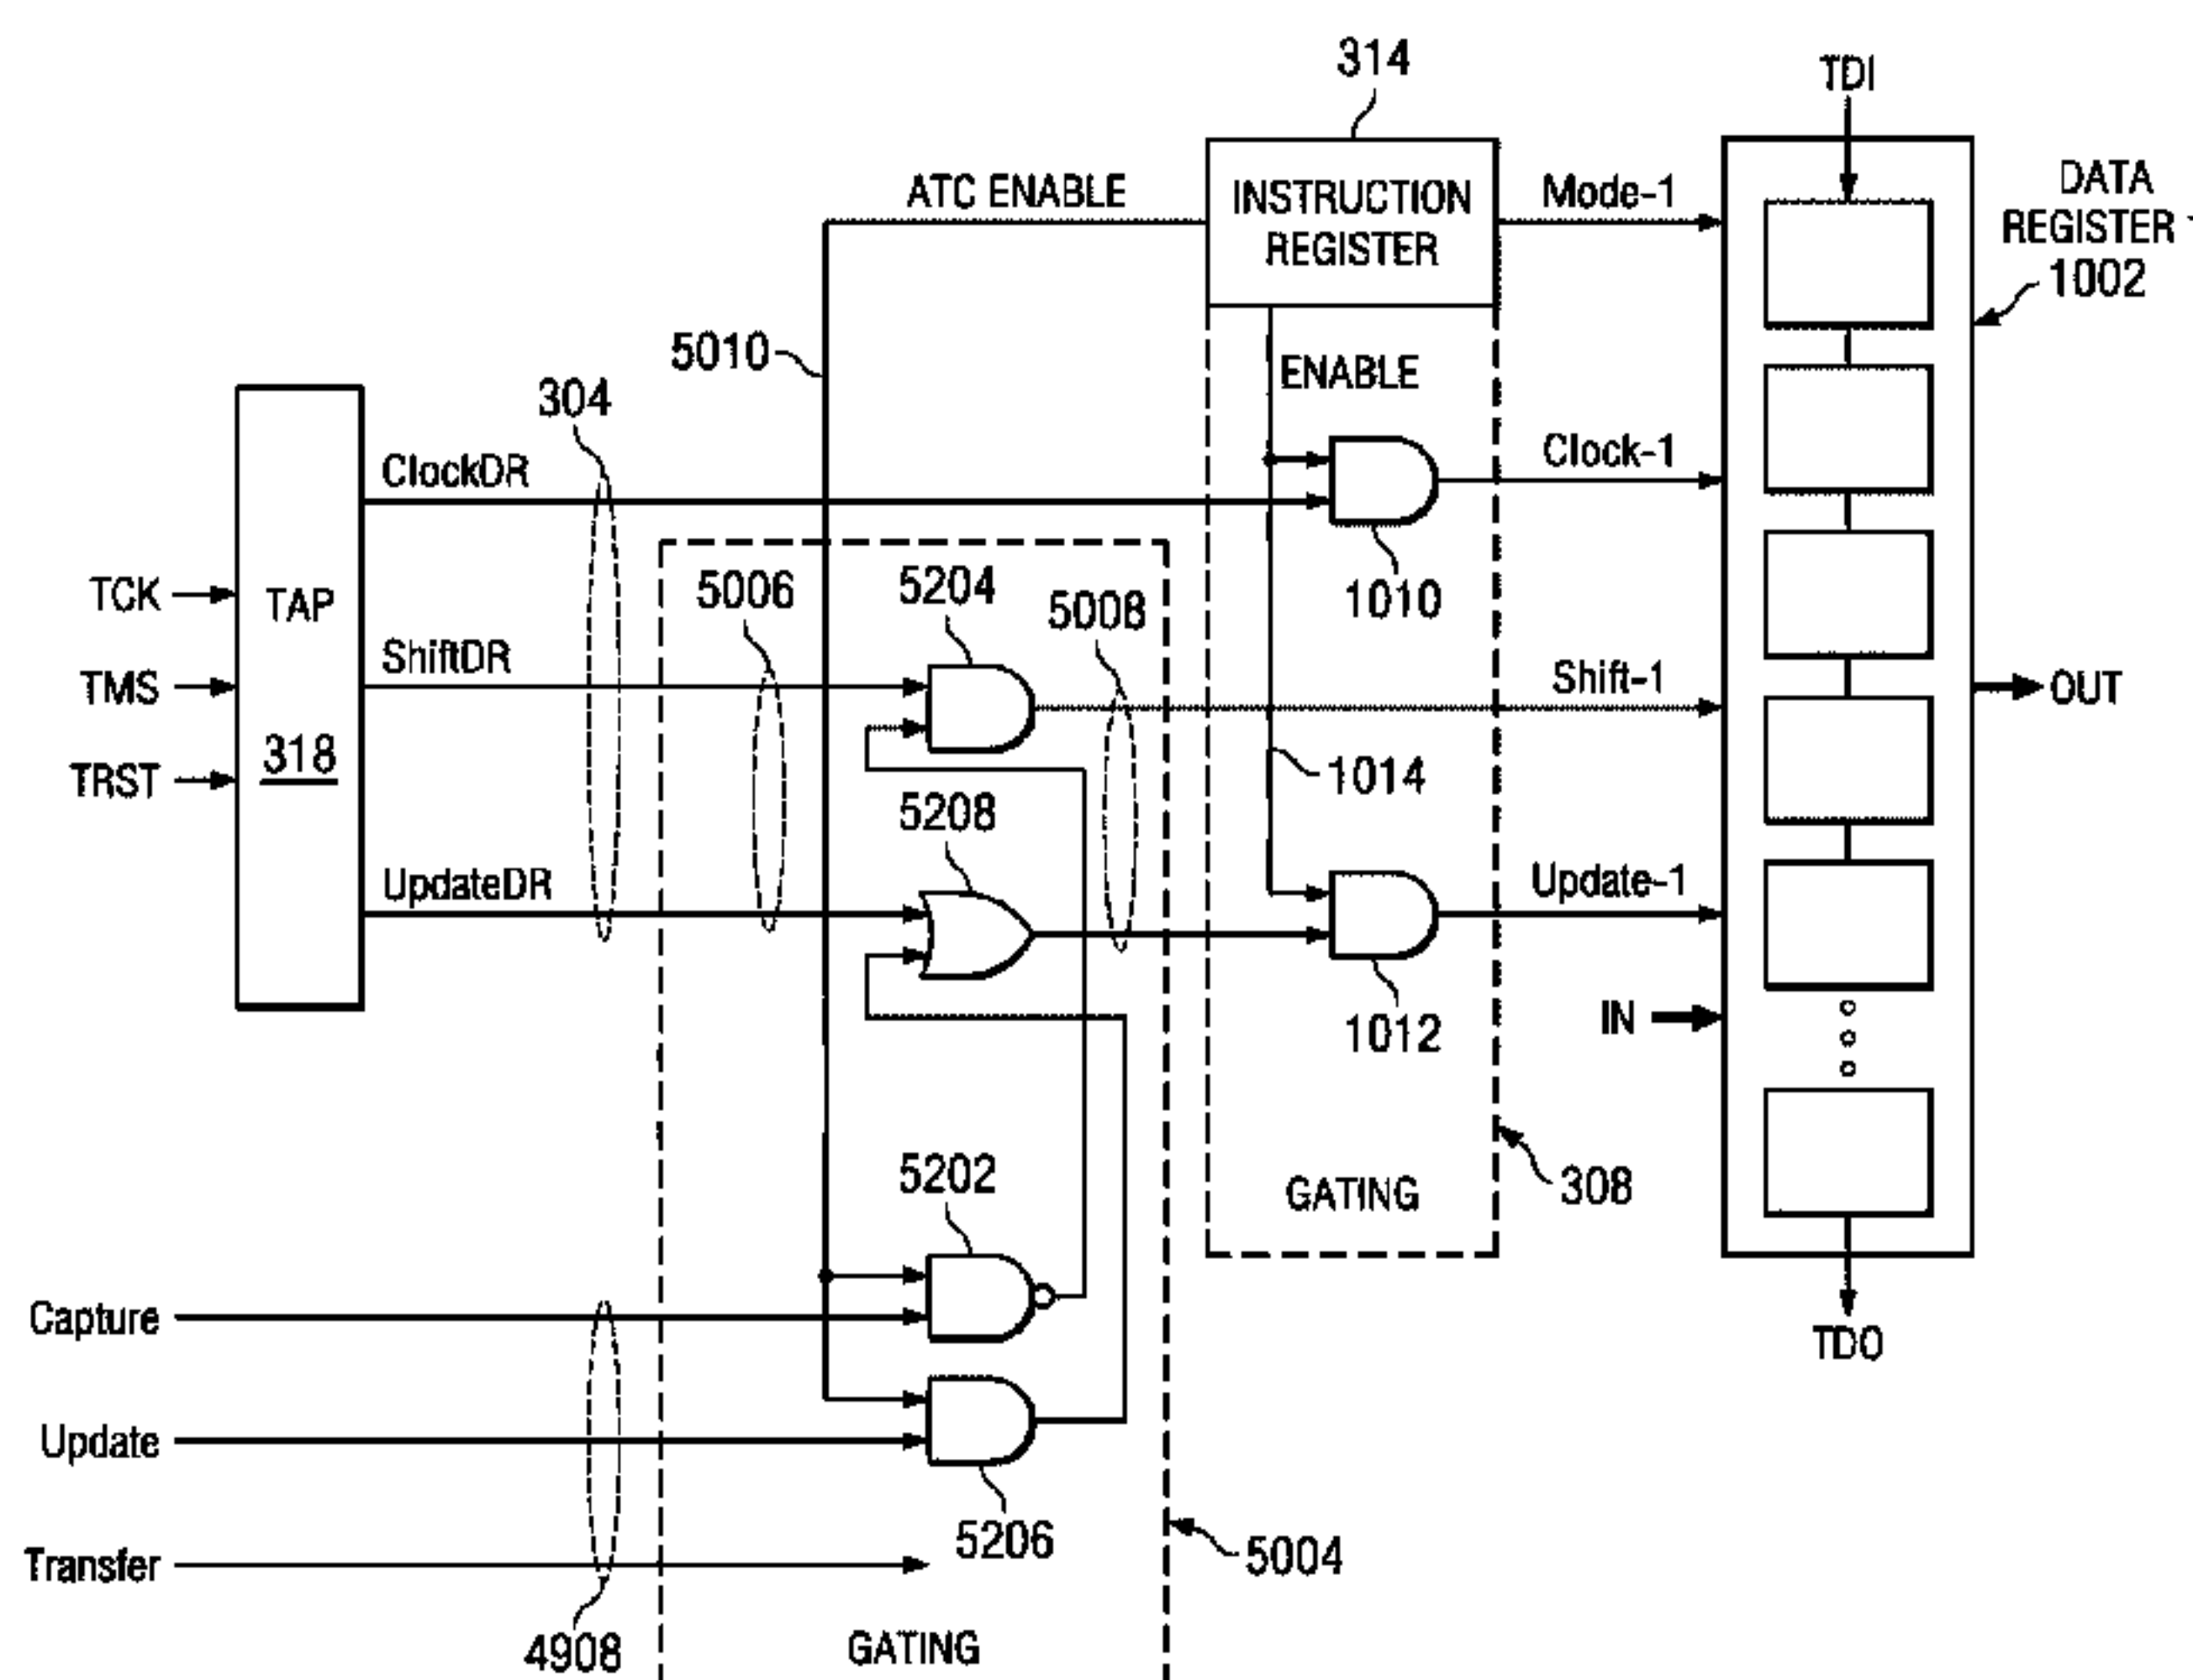 314
TDI
ATC ENABLE
INSTRUCTION
REGISTER
Mode-1
DATA
REGISTER
1002
5010
ENABLE
304
ClockDR
Clock-1
TCK
TAP
5006
5204
5008
1010
TMS
ShiftDR
Shift-1
OUT
318
TRST
1014
5208
UpdateDR
Update-1
IN
1012
5202
GATING
308
Capture
TDO
Update
5206
5004
Transfer
4908
GATING